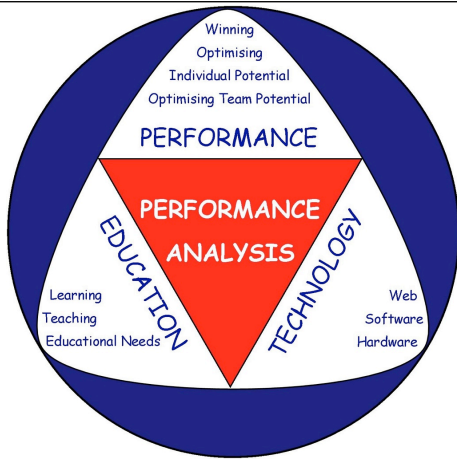 Winning
Optimising
Individual Potential
Optimising Team Potential
PERFORMANCE
PERFORMANCE
ANALYSIS
EDUCATION
Learning
Teaching
Educational Needs
TECHNOLOGY
Web
Software
Hardware